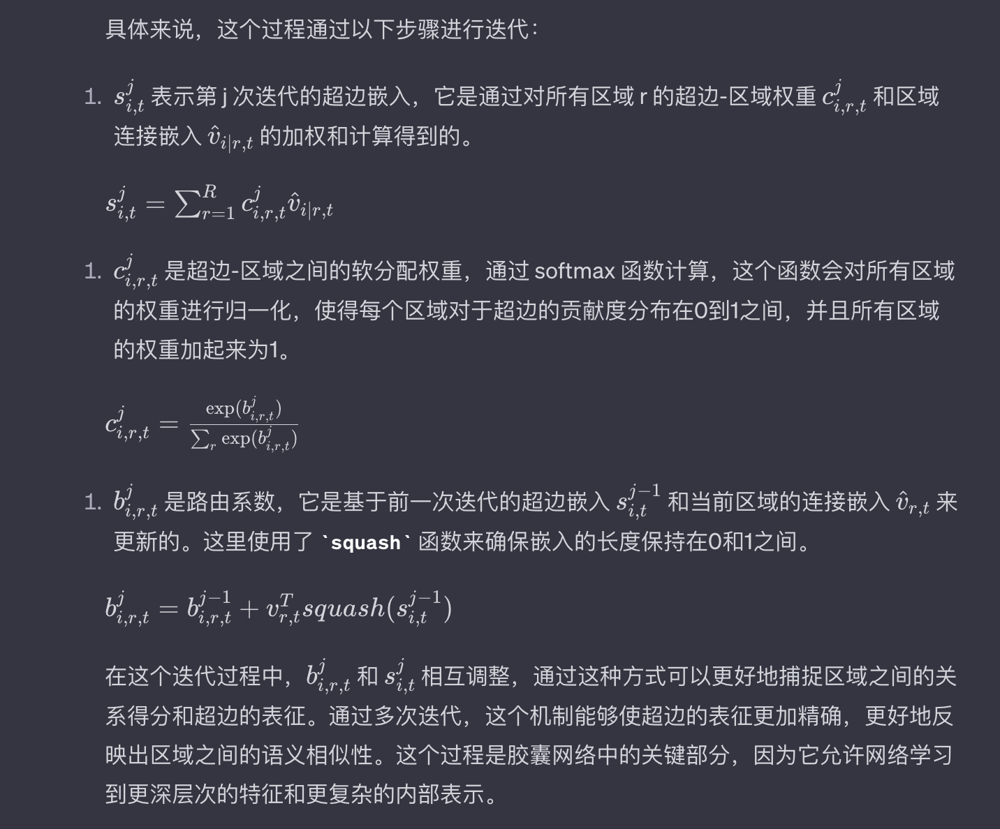 具体来说，这个过程通过以下步骤进行迭代：
1. $s_{i,t}^{j}$ 表示第 j 次迭代的超边嵌入，它是通过对所有区域 r 的超边-区域权重 $c_{i,r,t}^{j}$ 和区域
连接嵌入 $\hat{v}_{i|r,t}$ 的加权和计算得到的。
$s_{i,t}^{j} = \sum_{r=1}^{R} c_{i,r,t}^{j} \hat{v}_{i|r,t}$
1. $c_{i,r,t}^{j}$ 是超边-区域之间的软分配权重，通过 softmax 函数计算，这个函数会对所有区域
的权重进行归一化，使得每个区域对于超边的贡献度分布在0到1之间，并且所有区域
的权重加起来为1。
$c_{i,r,t}^{j} = \frac{\exp(b_{i,r,t}^{j})}{\sum_{r} \exp(b_{i,r,t}^{j})}$
1. $b_{i,r,t}^{j}$ 是路由系数，它是基于前一次迭代的超边嵌入 $s_{i,t}^{j-1}$ 和当前区域的连接嵌入 $\hat{v}_{r,t}$ 来
更新的。这里使用了 `squash` 函数来确保嵌入的长度保持在0和1之间。
$b_{i,r,t}^{j} = b_{i,r,t}^{j-1} + v_{r,t}^{T} squash(s_{i,t}^{j-1})$
在这个迭代过程中，$b_{i,r,t}^{j}$ 和 $s_{i,t}^{j}$ 相互调整，通过这种方式可以更好地捕捉区域之间的关
系得分和超边的表征。通过多次迭代，这个机制能够使超边的表征更加精确，更好地反
映出区域之间的语义相似性。这个过程是胶囊网络中的关键部分，因为它允许网络学习
到更深层次的特征和更复杂的内部表示。